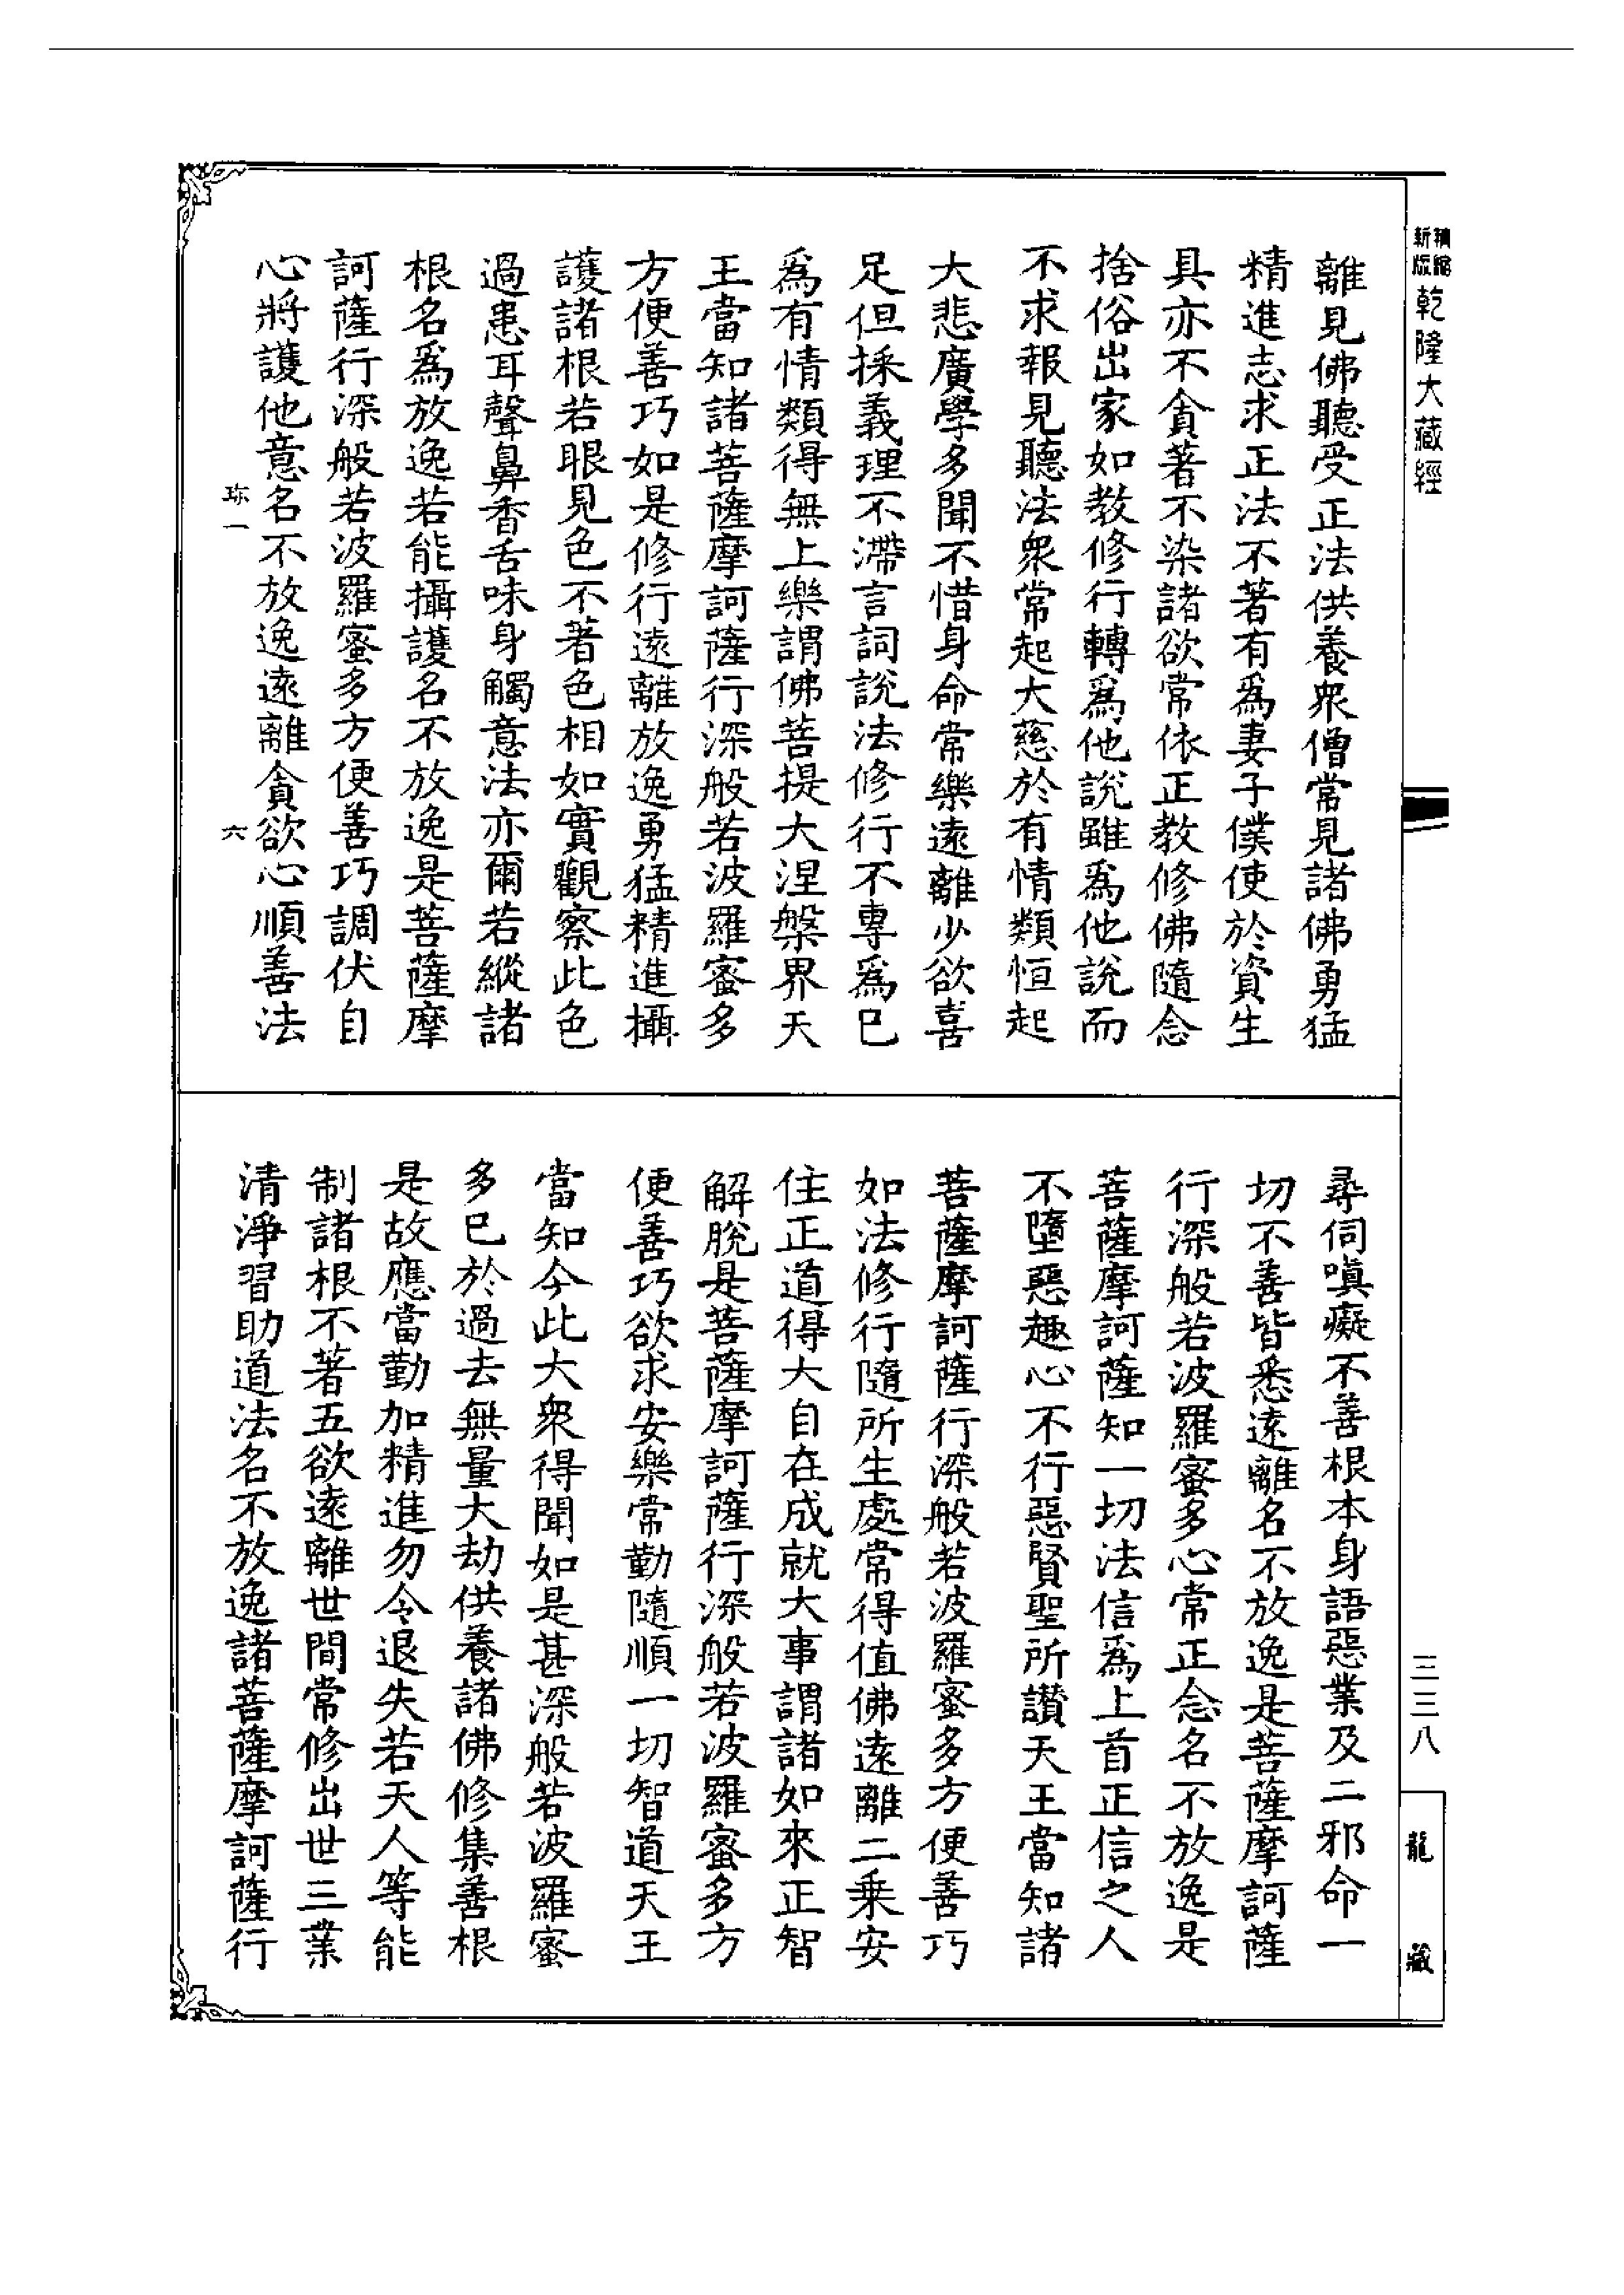 精縮新版乾隆大藏經
離見佛聽受正法供養衆僧常見諸佛勇猛
精進志求正法不著有爲妻子僕使於資生
具亦不貪著不染諸欲常依正教修佛隨念
捨俗出家如教修行轉爲他說雖爲他說而
不求報見聽法衆常起大慈於有情類恒起
大悲廣學多聞不惜身命常樂遠離少欲喜
足但採義理不滯言詞說法修行不專爲已
爲有情類得無上樂謂佛菩提大涅槃界天
王當知諸菩薩摩訶薩行深般若波羅蜜多
方便善巧如是修行遠離放逸勇猛精進攝
護諸根若眼見色不著色相如實觀察此色
過患耳聲鼻香舌味身觸意法亦爾若縱諸
根名爲放逸若能攝護名不放逸是菩薩摩
訶薩行深般若波羅蜜多方便善巧調伏自
心將護他意名不放逸遠離貪欲心順善法
珎一
六
尋伺嗔癡不善根本身語惡業及二邪命一
切不善皆悉遠離名不放逸是菩薩摩訶薩
行深般若波羅蜜多心常正念名不放逸是
菩薩摩訶薩知一切法信爲上首正信之人
不墮惡趣心不行惡賢聖所讚天王當知諸
菩薩摩訶薩行深般若波羅蜜多方便善巧
如法修行隨所生處常得值佛遠離二乗安
住正道得大自在成就大事謂諸如來正智
解脫是菩薩摩訶薩行深般若波羅蜜多方
便善巧欲求安樂常勤隨順一切智道天王
當知今此大衆得聞如是甚深般若波羅蜜
多已於過去無量大劫供養諸佛修集善根
是故應當勤加精進勿令退失若天人等能
制諸根不著五欲遠離世間常修出世三業
清淨習助道法名不放逸諸菩薩摩訶薩行
三三八
龍藏